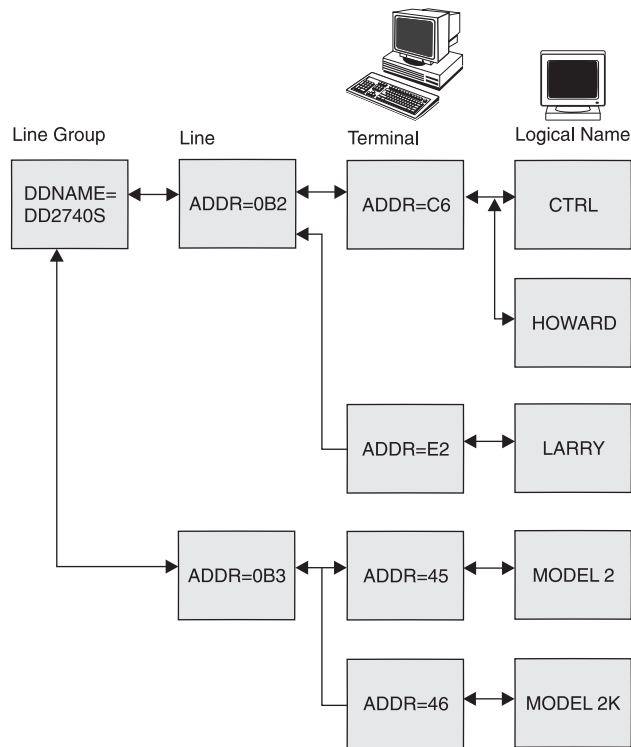 Line Group
Line
Terminal
Logical Name
DDNAME=
DD2740S
ADDR=0B2
ADDR=C6
CTRL
HOWARD
ADDR=E2
LARRY
ADDR=0B3
ADDR=45
MODEL 2
ADDR=46
MODEL 2K